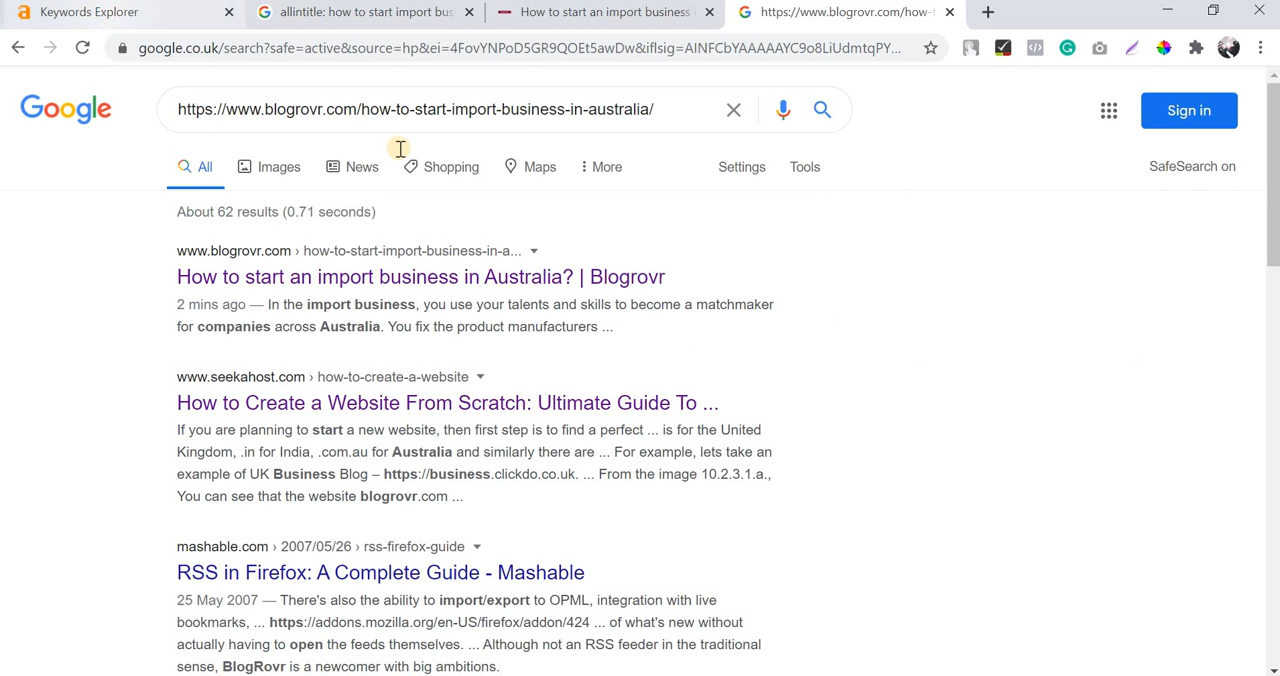 Keywords Explorer
allintitle: how to start import bus
How to start an import business
https://www.blogrovr.com/how-t
google.co.uk/search?safe=active&source=hp&ei=4FovYNPoD5GR9QOEt5awDw&iflsig=AINFCbYAAAAAYC9o8LiUdmtqPY...
Google
https://www.blogrovr.com/how-to-start-import-business-in-australia/
Sign in
All Images News Shopping Maps More Settings Tools SafeSearch on
About 62 results (0.71 seconds)
www.blogrovr.com › how-to-start-import-business-in-a...
How to start an import business in Australia? | Blogrovr
2 mins ago — In the import business, you use your talents and skills to become a matchmaker
for companies across Australia. You fix the product manufacturers ...
www.seekahost.com › how-to-create-a-website
How to Create a Website From Scratch: Ultimate Guide To ...
If you are planning to start a new website, then first step is to find a perfect ... is for the United
Kingdom, .in for India, .com.au for Australia and similarly there are ... For example, lets take an
example of UK Business Blog – https://business.clickdo.co.uk. ... From the image 10.2.3.1.a.,
You can see that the website blogrovr.com ...
mashable.com › 2007/05/26 › rss-firefox-guide
RSS in Firefox: A Complete Guide - Mashable
25 May 2007 — There's also the ability to import/export to OPML, integration with live
bookmarks, ... https://addons.mozilla.org/en-US/firefox/addon/424 ... of what's new without
actually having to open the feeds themselves. ... Although not an RSS feeder in the traditional
sense, BlogRovr is a newcomer with big ambitions.